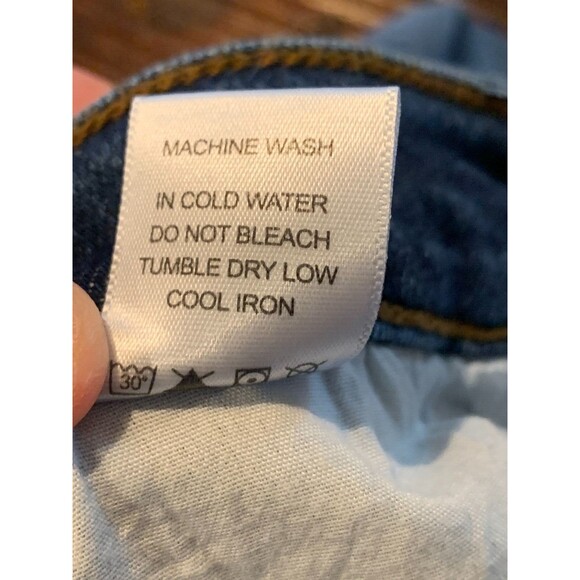 MACHINE WASH
IN COLD WATER
DO NOT BLEACH
TUMBLE DRY LOW
COOL IRON
30°